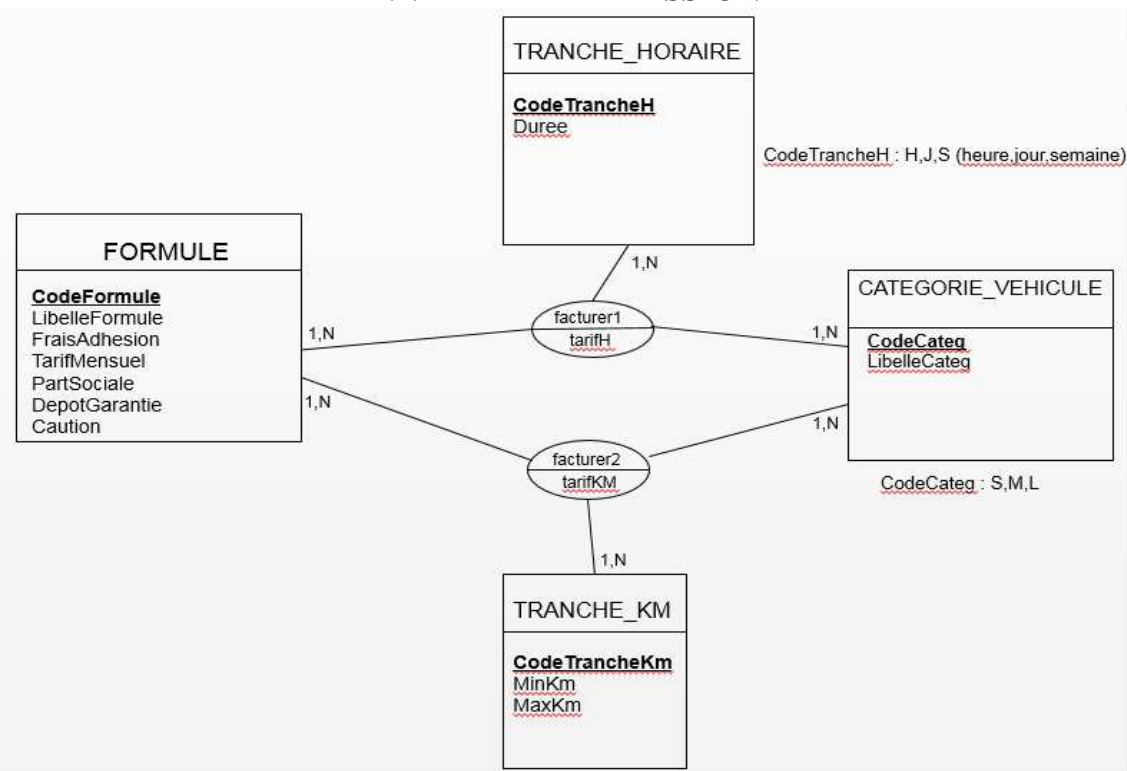 TRANCHE_HORAIRE
CodeTrancheH
Duree
CodeTrancheH : H,J,S (heure,jour,semaine)
1,N
FORMULE
CodeFormule
LibelleFormule
FraisAdhesion
TarifMensuel
PartSociale
DepotGarantie
Caution
1,N
facturer1
tarifH
1,N
CATEGORIE_VEHICULE
CodeCateg
LibelleCateg
1,N
1,N
facturer2
tarifKM
CodeCateg : S,M,L
1,N
TRANCHE_KM
CodeTrancheKm
MinKm
MaxKm